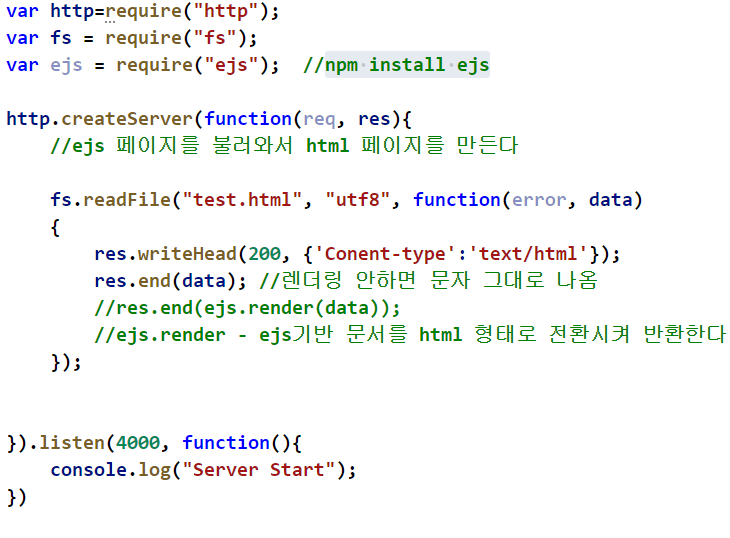 var http=require("http");
var fs = require("fs");
var ejs = require("ejs");  //npm install ejs
http.createServer(function(req, res){
    //ejs 페이지를 불러와서 html 페이지를 만든다
    fs.readFile("test.html", "utf8", function(error, data)
    {
        res.writeHead(200, {'Conent-type':'text/html'});
        res.end(data); //렌더링 안하면 문자 그대로 나옴
        //res.end(ejs.render(data));
        //ejs.render - ejs기반 문서를 html 형태로 전환시켜 반환한다
    });
}).listen(4000, function(){
    console.log("Server Start");
})